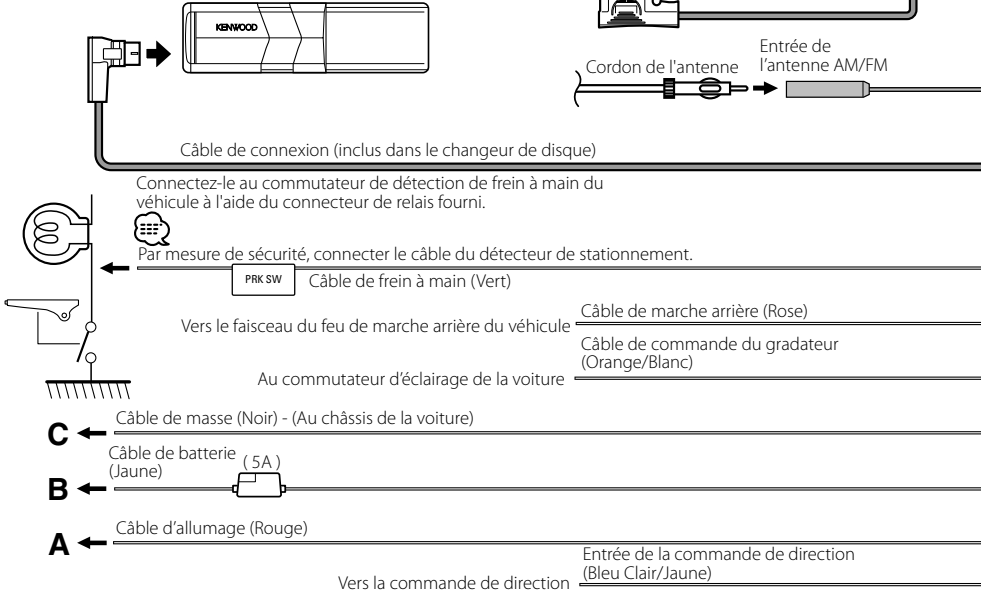 KENWOOD
Entrée de
l'antenne AM/FM
Cordon de l'antenne
Câble de connexion (inclus dans le changeur de disque)
Connectez-le au commutateur de détection de frein à main du
véhicule à l'aide du connecteur de relais fourni.
Par mesure de sécurité, connecter le câble du détecteur de stationnement.
PRK SW
Câble de frein à main (Vert)
Câble de marche arrière (Rose)
Vers le faisceau du feu de marche arrière du véhicule
Câble de commande du gradateur
(Orange/Blanc)
Au commutateur d'éclairage de la voiture
Câble de masse (Noir) - (Au châssis de la voiture)
C
Câble de batterie
(Jaune)
( 5A )
B
Câble d'allumage (Rouge)
A
Entrée de la commande de direction
(Bleu Clair/Jaune)
Vers la commande de direction